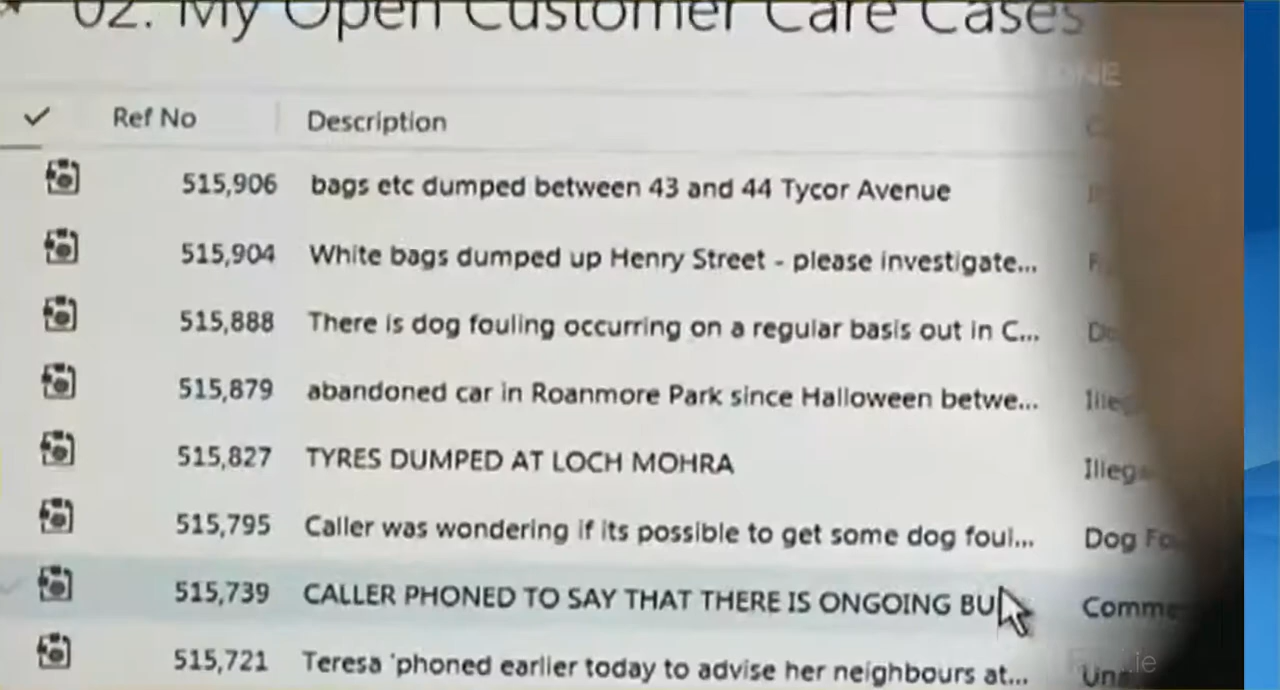 02. My Open Customer Care Cases
Ref No Description
515,906 bags etc dumped between 43 and 44 Tycor Avenue
515,904 White bags dumped up Henry Street - please investigate...
515,888 There is dog fouling occurring on a regular basis out in C...
515,879 abandoned car in Roanmore Park since Halloween betwe...
515,827 TYRES DUMPED AT LOCH MOHRA
515,795 Caller was wondering if its possible to get some dog foul... Dog
515,739 CALLER PHONED TO SAY THAT THERE IS ONGOING BU
515,721 Teresa 'phoned earlier today to advise her neighbours at...